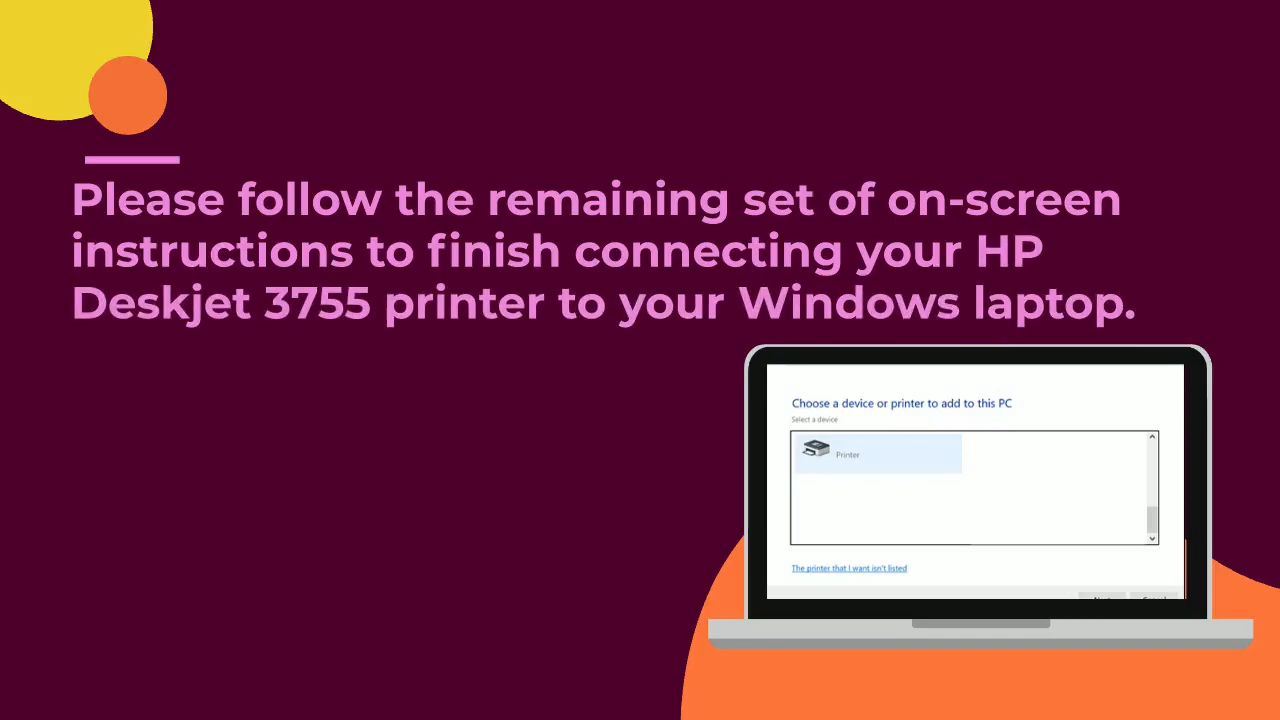 Please follow the remaining set of on-screen
instructions to finish connecting your HP
Deskjet 3755 printer to your Windows laptop.
Choose a device or printer to add to this PC
Select a device
Printer
The printer that I want isn't listed